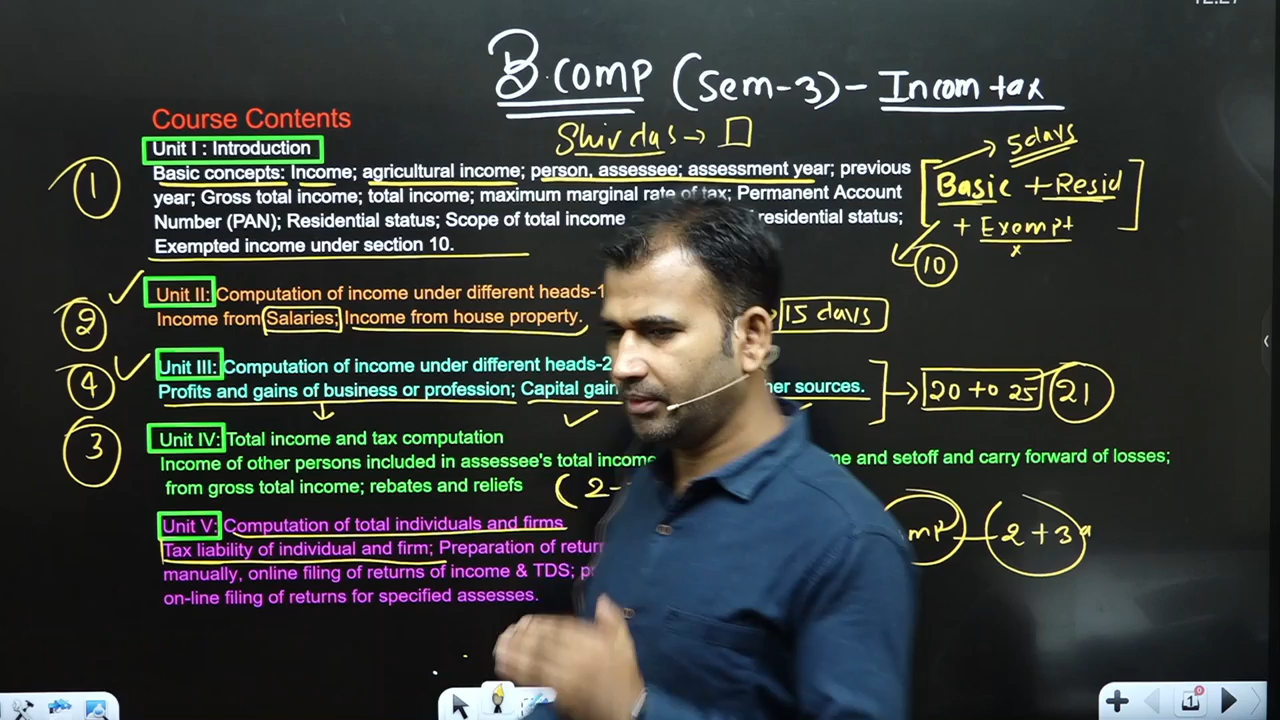 12:27
B.comp (Sem-3) - Incom tax
Course Contents
Shivdas →
5 days
Unit I : Introduction
Basic concepts: Income; agricultural income; person, assessee; assessment year; previous
year; Gross total income; total income; maximum marginal rate of tax; Permanent Account
Number (PAN); Residential status; Scope of total income residential status;
Exempted income under section 10.
1
Basic + Resid
+ Exempt
x
10
Unit II: Computation of income under different heads-1
Income from Salaries; Income from house property.
2
15 days
Unit III: Computation of income under different heads-2
Profits and gains of business or profession; Capital sources.
4
20 to 25
21
Unit IV: Total income and tax computation
Income of other persons included in assessee's total and setoff and carry forward of losses;
from gross total income; rebates and reliefs
3
(2-
Unit V: Computation of total individuals and firms
Tax liability of individual and firm; Preparation of
manually, online filing of returns of income & TDS;
on-line filing of returns for specified assesses.
2 + 3
1